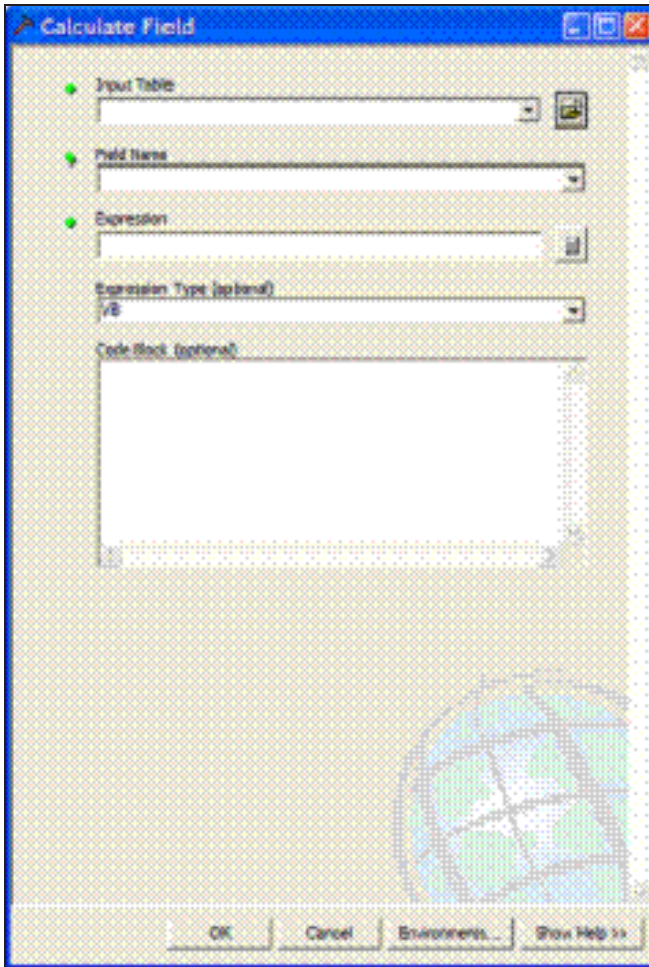 Calculate Field
Input Table
Field Name
Expression
Expression Type (optional)
VB
Code Block (optional)
OK
Cancel
Environments...
Show Help >>